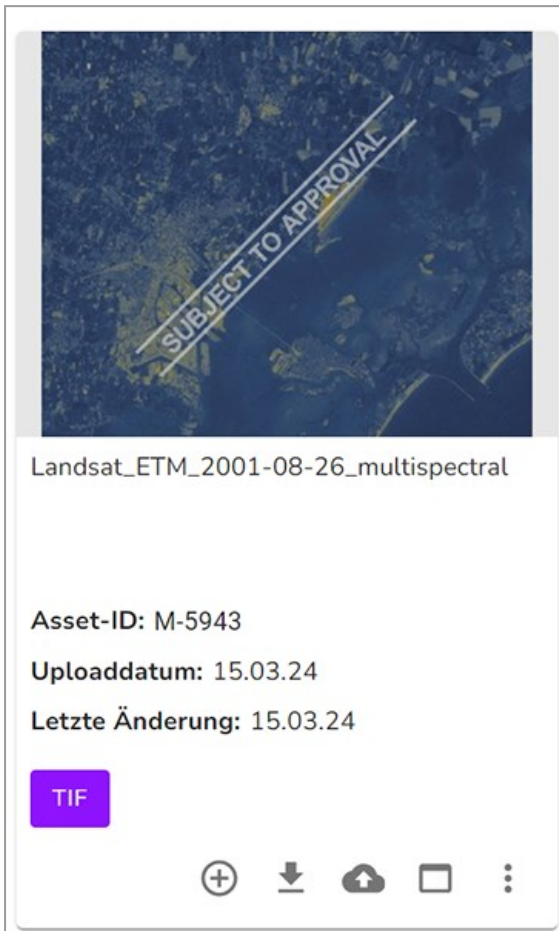 SUBJECT TO APPROVAL
Landsat_ETM_2001-08-26_multispectral
Asset-ID: M-5943
Uploaddatum: 15.03.24
Letzte Änderung: 15.03.24
TIF